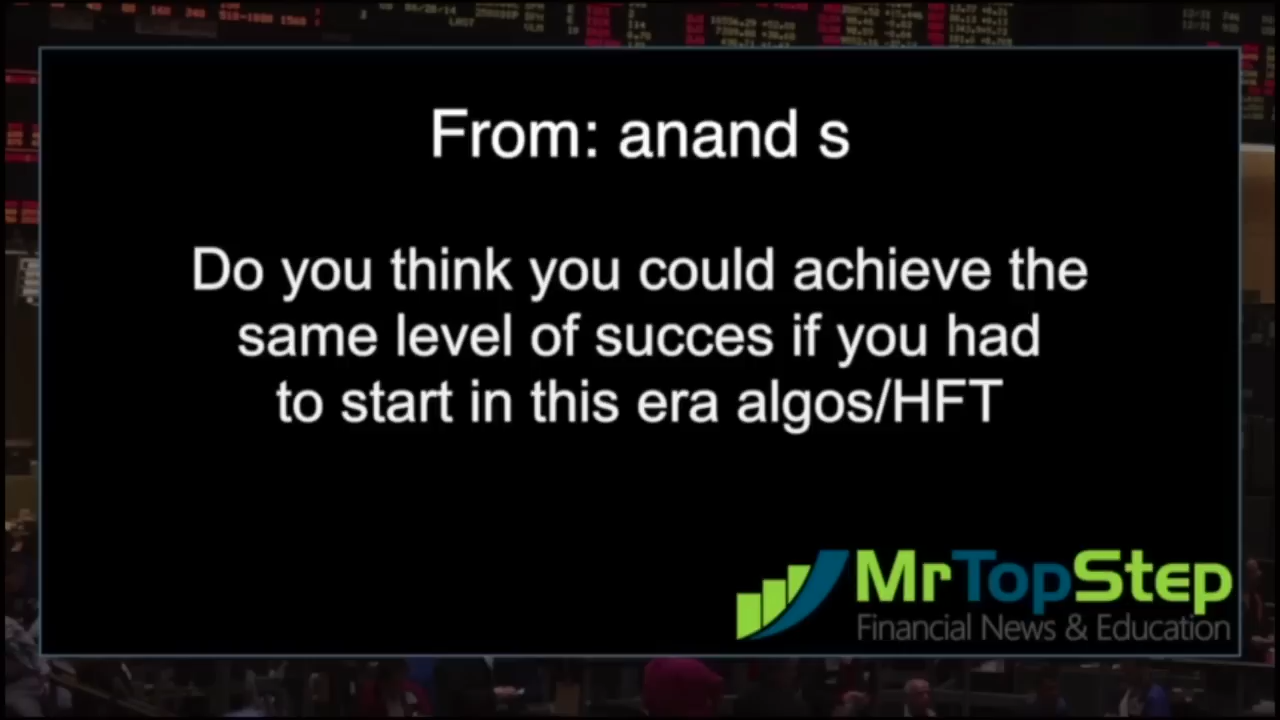 From: anand s
Do you think you could achieve the
same level of succes if you had
to start in this era algos/HFT
MrTopStep
Financial News & Education